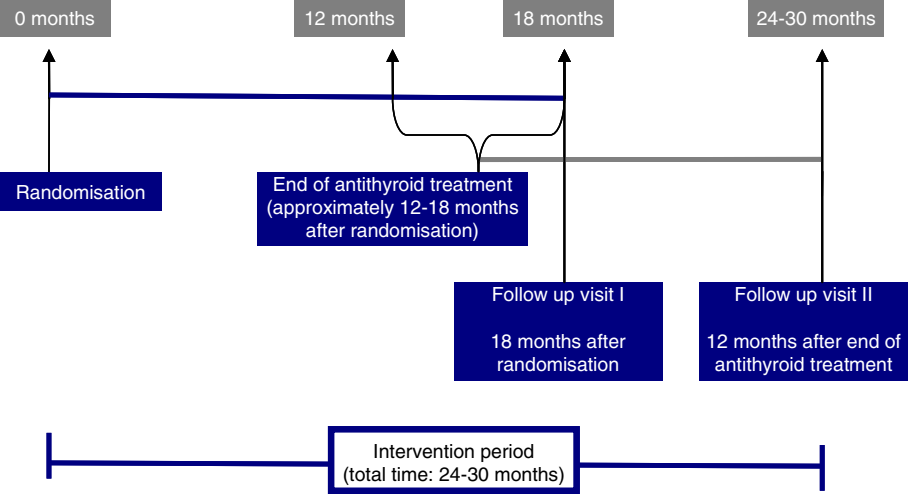 0 months
12 months
18 months
24-30 months
Randomisation
End of antithyroid treatment
(approximately 12-18 months
after randomisation)
Follow up visit I
18 months after
randomisation
Follow up visit II
12 months after end of
antithyroid treatment
Intervention period
(total time: 24-30 months)